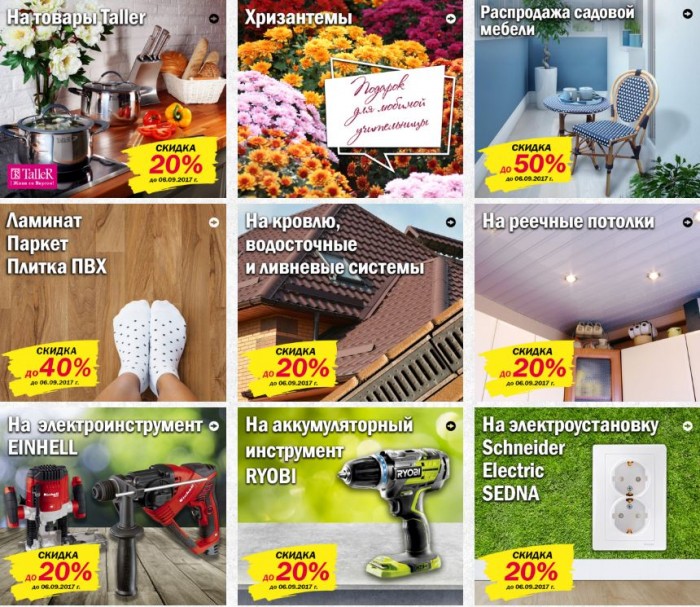 На товары Taller
СКИДКА
20%
до 06.09.2017 г.
TalleR
Хризантемы
Подарок
для любимой
учительницы
Распродажа садовой
мебели
СКИДКА
до 50%
до 06.09.2017 г.
Ламинат
Паркет
Плитка ПВХ
СКИДКА
до 40%
до 06.09.2017 г.
На кровлю,
водосточные
и ливневые системы
СКИДКА
до 20%
до 06.09.2017 г.
На реечные потолки
СКИДКА
до 20%
до 06.09.2017 г.
На электроинструмент
EINHELL
СКИДКА
до 20%
до 06.09.2017 г.
На аккумуляторный
инструмент
RYOBI
RYOBI
СКИДКА
до 20%
до 06.09.2017 г.
На электроустановку
Schneider
Electric
SEDNA
СКИДКА
до 20%
до 06.09.2017 г.